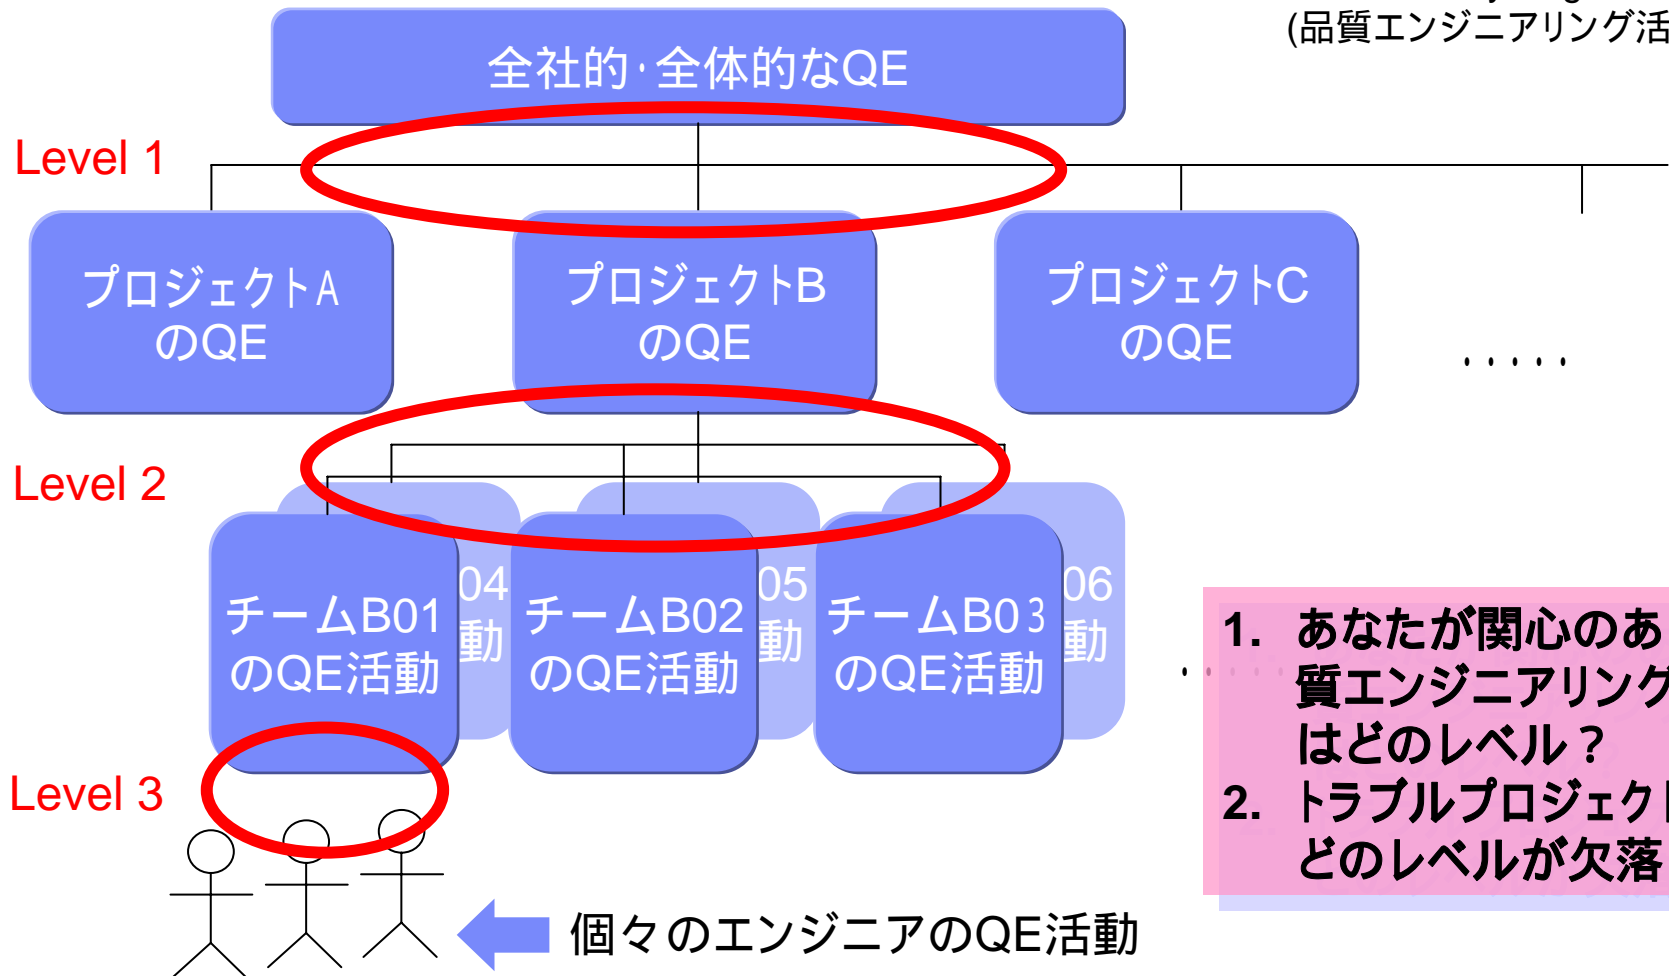 (品質エンジニアリング活
全社的・全体的なQE
Level 1
プロジェクトA
のQE
プロジェクトB
のQE
プロジェクトC
のQE
・・・・・
Level 2
チームB01
のQE活動
04
動
チームB02
のQE活動
05
動
チームB03
のQE活動
06
動
・・・・・
1. あなたが関心のあ
質エンジニアリング
はどのレベル？
2. トラブルプロジェクト
どのレベルが欠落
Level 3
個々のエンジニアのQE活動